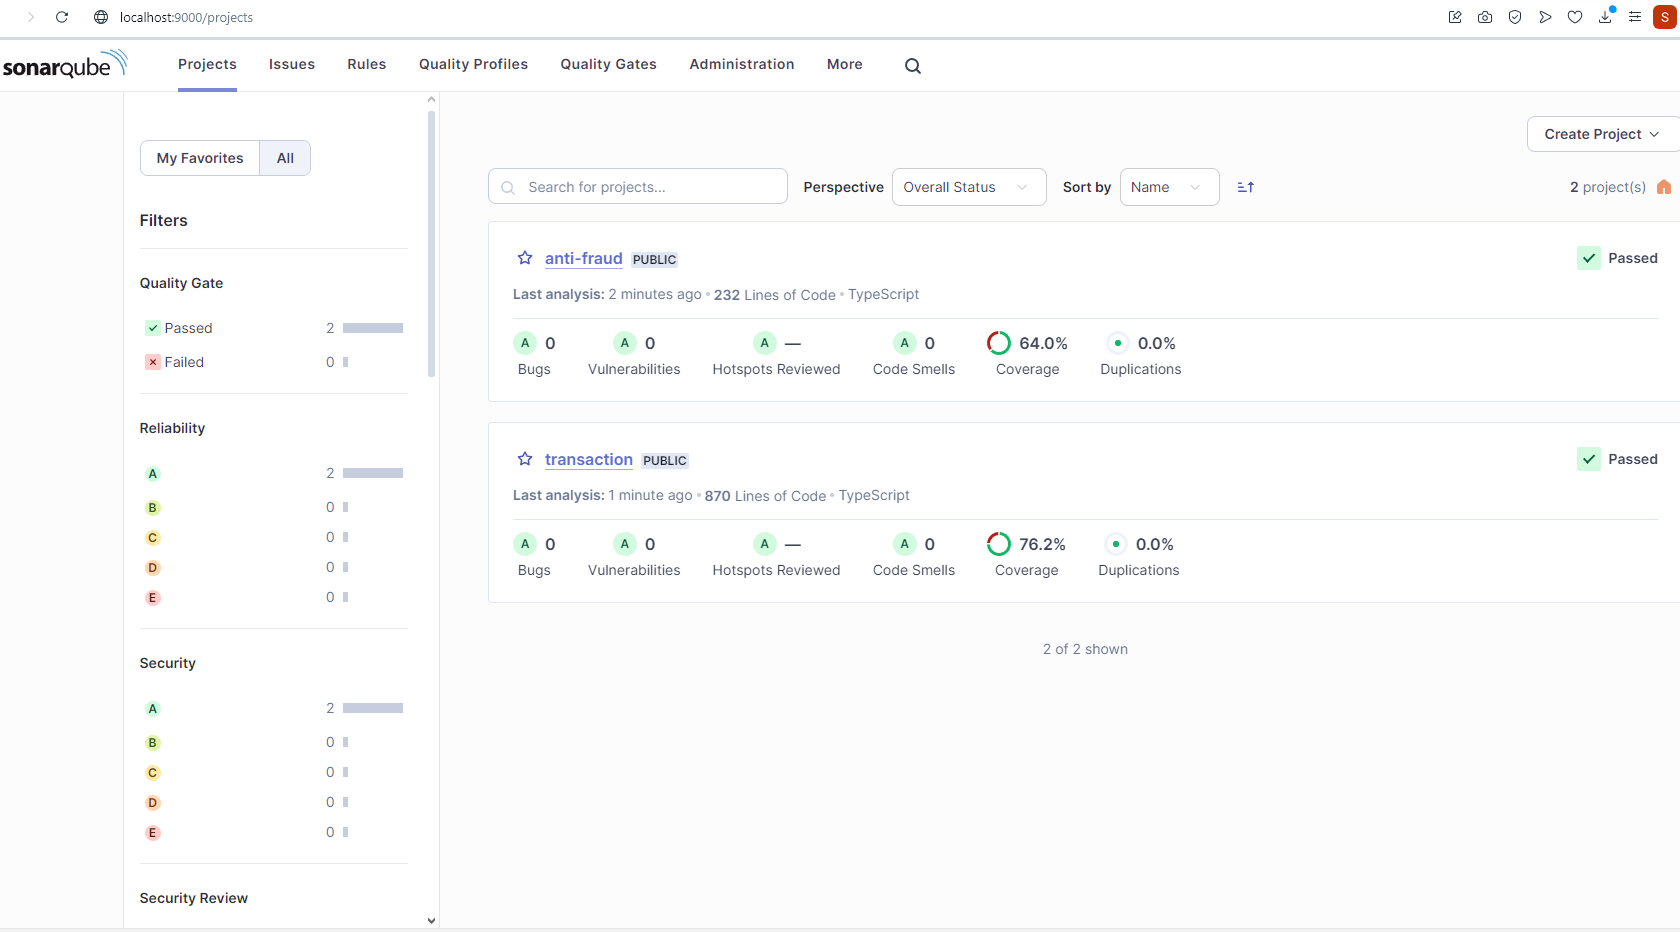 localhost:9000/projects
S
sonarqube
Projects Issues Rules Quality Profiles Quality Gates Administration More
My Favorites All
Filters
Quality Gate
Passed 2
Failed 0
Reliability
A 2
B 0
C 0
D 0
E 0
Security
A 2
B 0
C 0
D 0
E 0
Security Review
Create Project
Search for projects... Perspective Overall Status Sort by Name 2 project(s)
anti-fraud PUBLIC Passed
Last analysis: 2 minutes ago • 232 Lines of Code • TypeScript
A 0 A 0 A — A 0 64.0% 0.0%
Bugs Vulnerabilities Hotspots Reviewed Code Smells Coverage Duplications
transaction PUBLIC Passed
Last analysis: 1 minute ago • 870 Lines of Code • TypeScript
A 0 A 0 A — A 0 76.2% 0.0%
Bugs Vulnerabilities Hotspots Reviewed Code Smells Coverage Duplications
2 of 2 shown